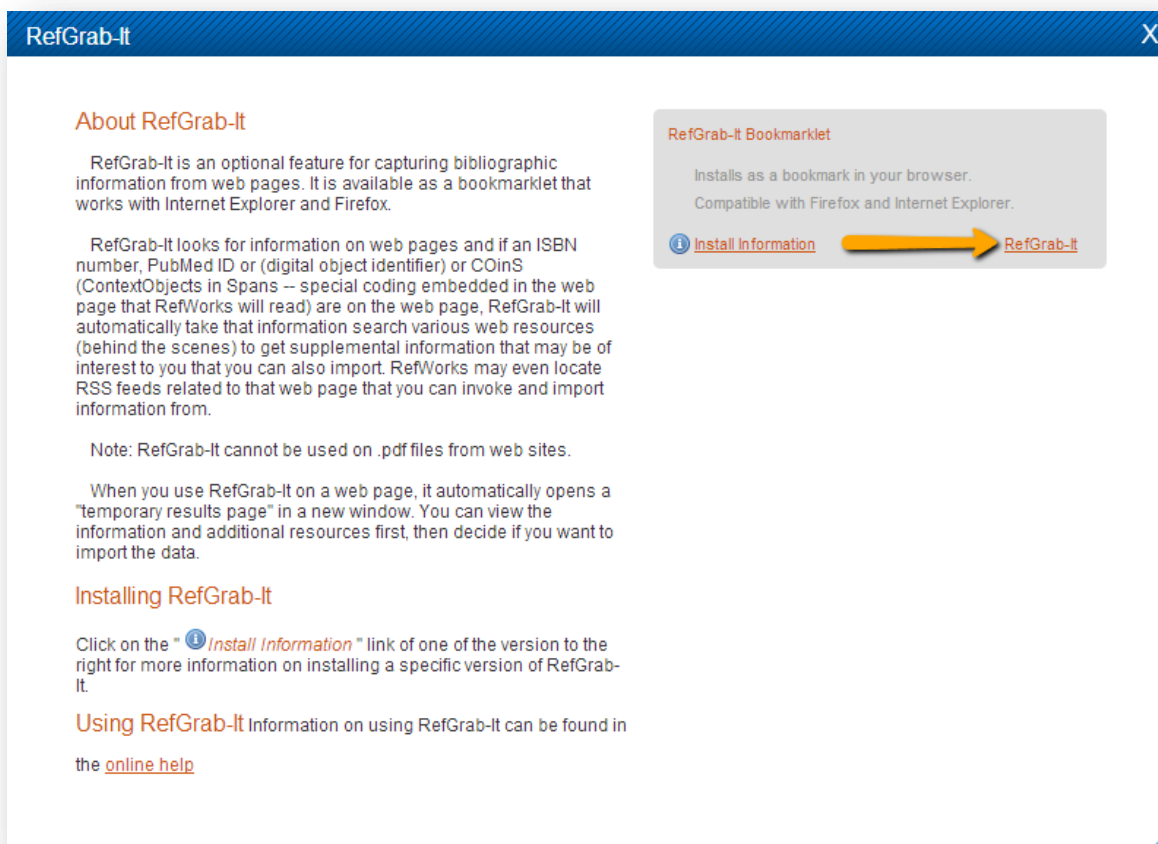 RefGrab-It
X
About RefGrab-It
RefGrab-It is an optional feature for capturing bibliographic
information from web pages. It is available as a bookmarklet that
works with Internet Explorer and Firefox.
RefGrab-It looks for information on web pages and if an ISBN
number, PubMed ID or (digital object identifier) or COinS
(ContextObjects in Spans -- special coding embedded in the web
page that RefWorks will read) are on the web page, RefGrab-It will
automatically take that information search various web resources
(behind the scenes) to get supplemental information that may be of
interest to you that you can also import. RefWorks may even locate
RSS feeds related to that web page that you can invoke and import
information from.
Note: RefGrab-It cannot be used on .pdf files from web sites.
When you use RefGrab-It on a web page, it automatically opens a
"temporary results page" in a new window. You can view the
information and additional resources first, then decide if you want to
import the data.
Installing RefGrab-It
Click on the " Install Information " link of one of the version to the
right for more information on installing a specific version of RefGrab-
It.
Using RefGrab-It Information on using RefGrab-It can be found in
the online help
RefGrab-It Bookmarklet
Installs as a bookmark in your browser.
Compatible with Firefox and Internet Explorer.
Install Information RefGrab-It